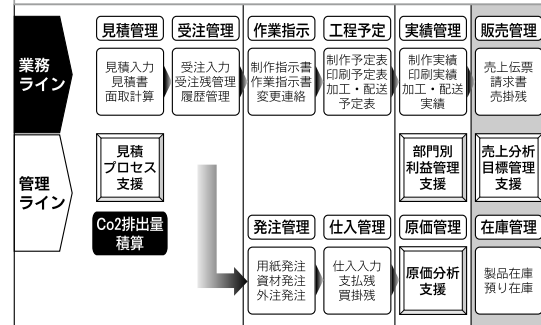 見積管理
受注管理
作業指示
工程予定
実績管理
販売管理
業務
ライン
見積入力
見積書
面取計算
受注入力
受注残管理
履歴管理
制作指示書
作業指示書
変更連絡
制作予定表
印刷予定表
加工・配送
予定表
制作実績
印刷実績
加工・配送
実績
売上伝票
請求書
売掛残
管理
ライン
見積
プロセス
支援
部門別
利益管理
支援
売上分析
目標管理
支援
Co2排出量
積算
発注管理
仕入管理
原価管理
在庫管理
用紙発注
資材発注
外注発注
仕入入力
支払残
買掛残
原価分析
支援
製品在庫
預り在庫